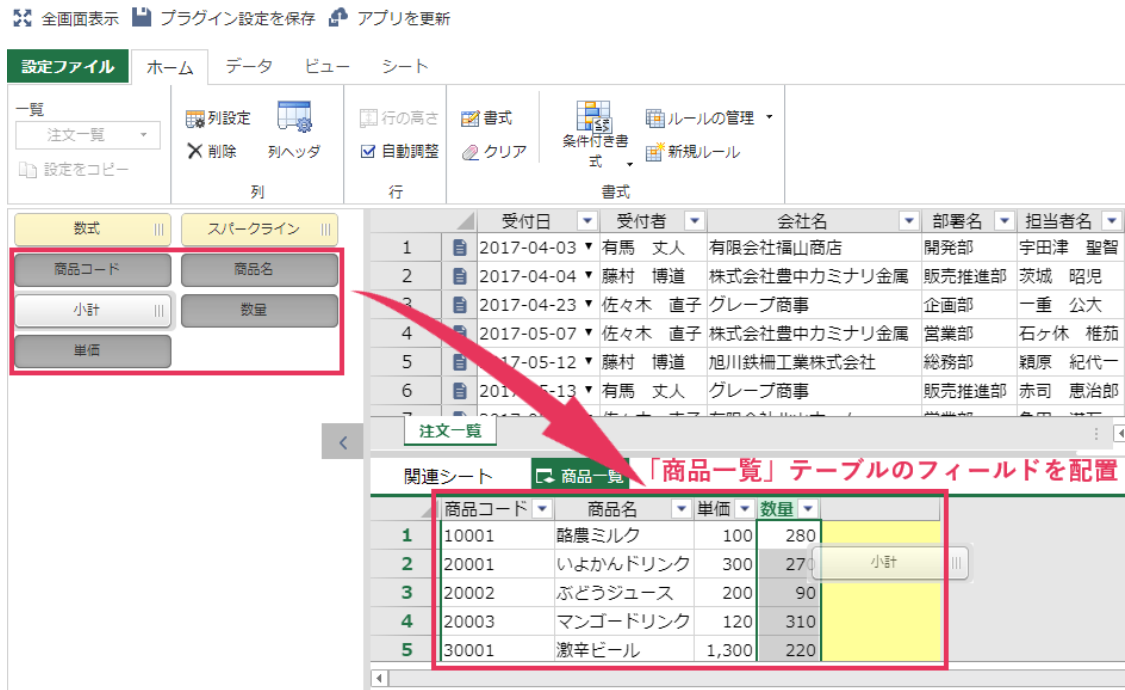 全画面表示 プラグイン設定を保存 アプリを更新
設定ファイル ホーム データ ビュー シート
一覧
注文一覧
設定をコピー
列設定
削除
列ヘッダ
列
行の高さ
自動調整
行
書式
クリア
条件付き書
式
ルールの管理
新規ルール
書式
数式 スパークライン
商品コード 商品名
小計 数量
単価
受付日 受付者 会社名 部署名 担当者名
1 2017-04-03 有馬 丈人 有限会社福山商店 開発部 宇田津 聖智
2 2017-04-04 藤村 博道 株式会社豊中カミナリ金属 販売推進部 茨城 昭児
3 2017-04-23 佐々木 直子 グレープ商事 企画部 一重 公大
4 2017-05-07 佐々木 直子 株式会社豊中カミナリ金属 営業部 石ヶ休 椎茄
5 2017-05-12 藤村 博道 旭川鉄柵工業株式会社 総務部 穎原 紀代一
6 2017-05-13 有馬 丈人 グレープ商事 販売推進部 赤司 恵治郎
注文一覧
関連シート 商品一覧
「商品一覧」テーブルのフィールドを配置
商品コード 商品名 単価 数量
1 10001 酪農ミルク 100 280
2 20001 いよかんドリンク 300 270
小計
3 20002 ぶどうジュース 200 90
4 20003 マンゴードリンク 120 310
5 30001 激辛ビール 1,300 220